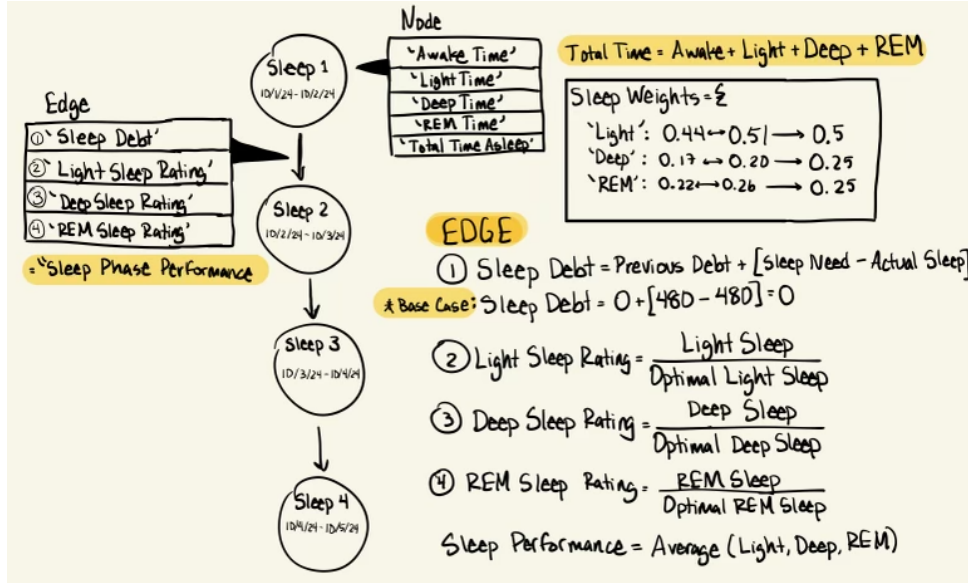 Node
'Awake Time'
'Light Time'
'Deep Time'
'REM Time'
'Total Time Asleep'
Total Time = Awake + Light + Deep + REM
Sleep Weights = {
'Light': 0.44 ↔ 0.51 → 0.5
'Deep': 0.17 ↔ 0.20 → 0.25
'REM': 0.22 ↔ 0.26 → 0.25
Sleep 1
10/1/24-10/2/24
Edge
① 'Sleep Debt'
② 'Light Sleep Rating'
③ 'Deep Sleep Rating'
④ 'REM Sleep Rating'
= "Sleep Phase Performance
Sleep 2
10/2/24-10/3/24
Sleep 3
10/3/24-10/4/24
Sleep 4
10/4/24-10/5/24
EDGE
① Sleep Debt = Previous Debt + [Sleep Need - Actual Sleep]
* Base Case: Sleep Debt = 0 + [480 - 480] = 0
② Light Sleep Rating = Light Sleep
Optimal Light Sleep
③ Deep Sleep Rating = Deep Sleep
Optimal Deep Sleep
④ REM Sleep Rating = REM Sleep
Optimal REM Sleep
Sleep Performance = Average (Light, Deep, REM)